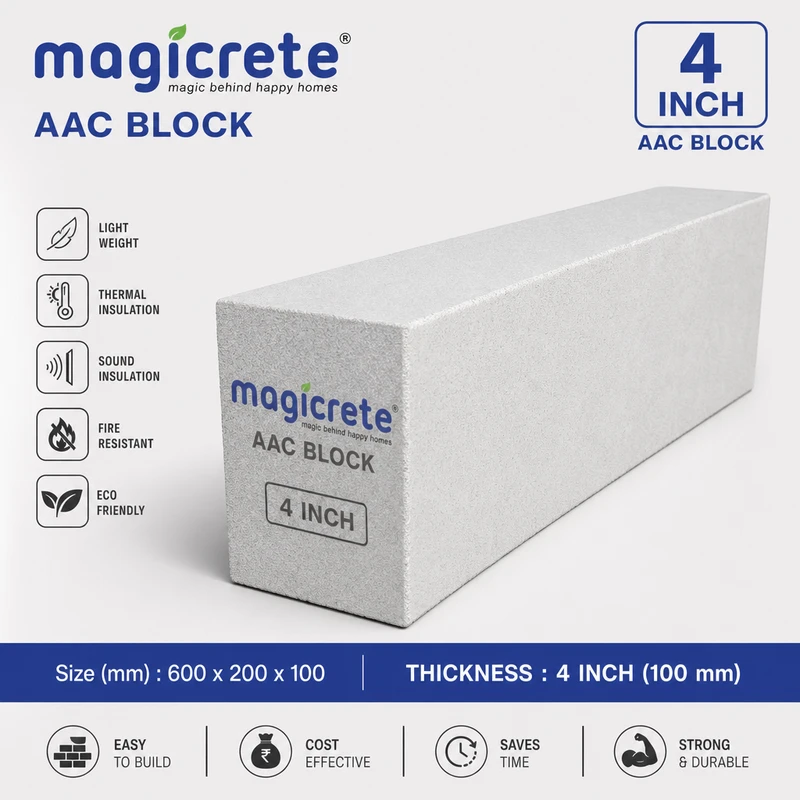 magicrete®
magic behind happy homes
AAC BLOCK
4
INCH
AAC BLOCK
LIGHT
WEIGHT
THERMAL
INSULATION
SOUND
INSULATION
FIRE
RESISTANT
ECO
FRIENDLY
magicrete®
magic behind happy homes
AAC BLOCK
4 INCH
Size (mm) : 600 x 200 x 100
THICKNESS : 4 INCH (100 mm)
EASY
TO BUILD
₹
COST
EFFECTIVE
SAVES
TIME
STRONG
& DURABLE